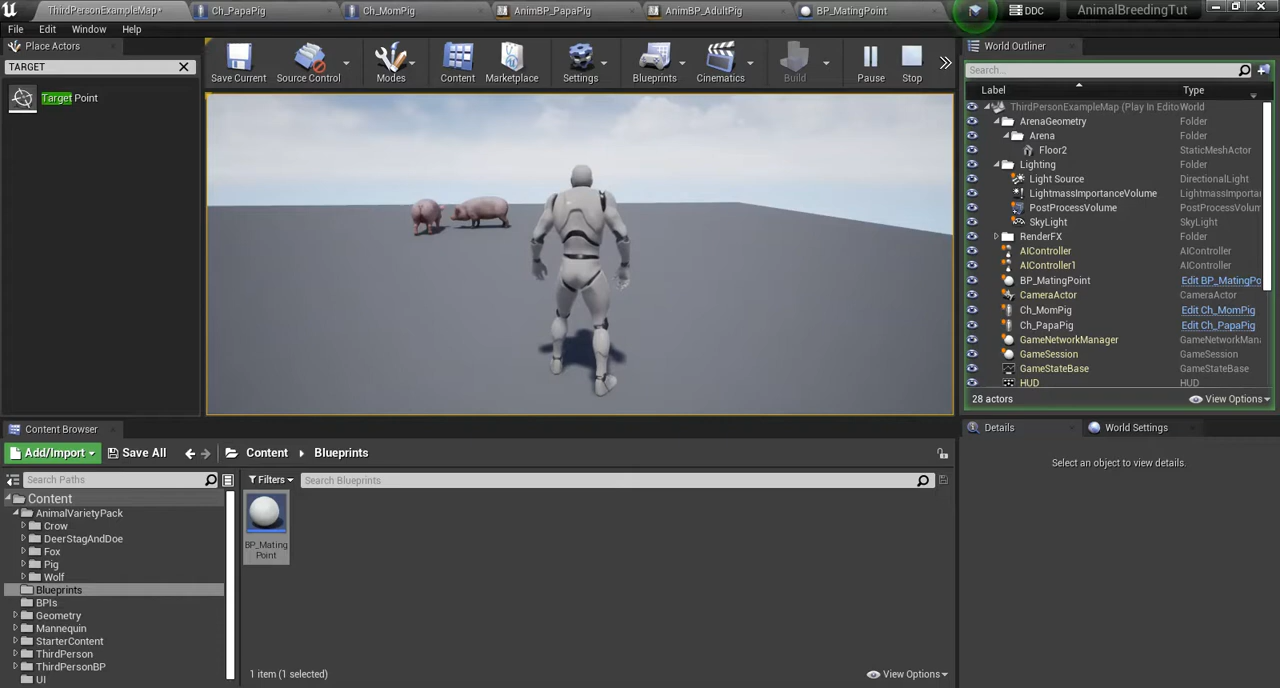 ThirdPersonExampleMap*
Ch_PapaPig
Ch_MomPig
AnimBP_PapaPig
AnimBP_AdultPig
BP_MatingPoint
DDC
AnimalBreedingTut
File
Edit
Window
Help
Place Actors
TARGET
Target Point
Save Current
Source Control
Modes
Content
Marketplace
Settings
Blueprints
Cinematics
Build
Pause
Stop
World Outliner
Search...
Label
Type
ThirdPersonExampleMap (Play In Edito
World
ArenaGeometry
Folder
Arena
Folder
Floor2
StaticMeshActor
Lighting
Folder
Light Source
DirectionalLight
LightmassImportanceVolume
LightmassImporta
PostProcessVolume
PostProcessVolum
SkyLight
SkyLight
RenderFX
Folder
AIController
AIController
AIController1
AIController
BP_MatingPoint
Edit BP_MatingPo
CameraActor
CameraActor
Ch_MomPig
Edit Ch_MomPig
Ch_PapaPig
Edit Ch_PapaPig
GameNetworkManager
GameNetworkMana
GameSession
GameSession
GameStateBase
GameStateBase
HUD
HUD
28 actors
View Options
Content Browser
Add/Import
Save All
Content
Blueprints
Search Paths
Filters
Search Blueprints
Content
AnimalVarietyPack
Crow
DeerStagAndDoe
Fox
Pig
Wolf
Blueprints
BPIs
Geometry
Mannequin
StarterContent
ThirdPerson
ThirdPersonBP
UI
BP_Mating
Point
1 item (1 selected)
View Options
Details
World Settings
Select an object to view details.